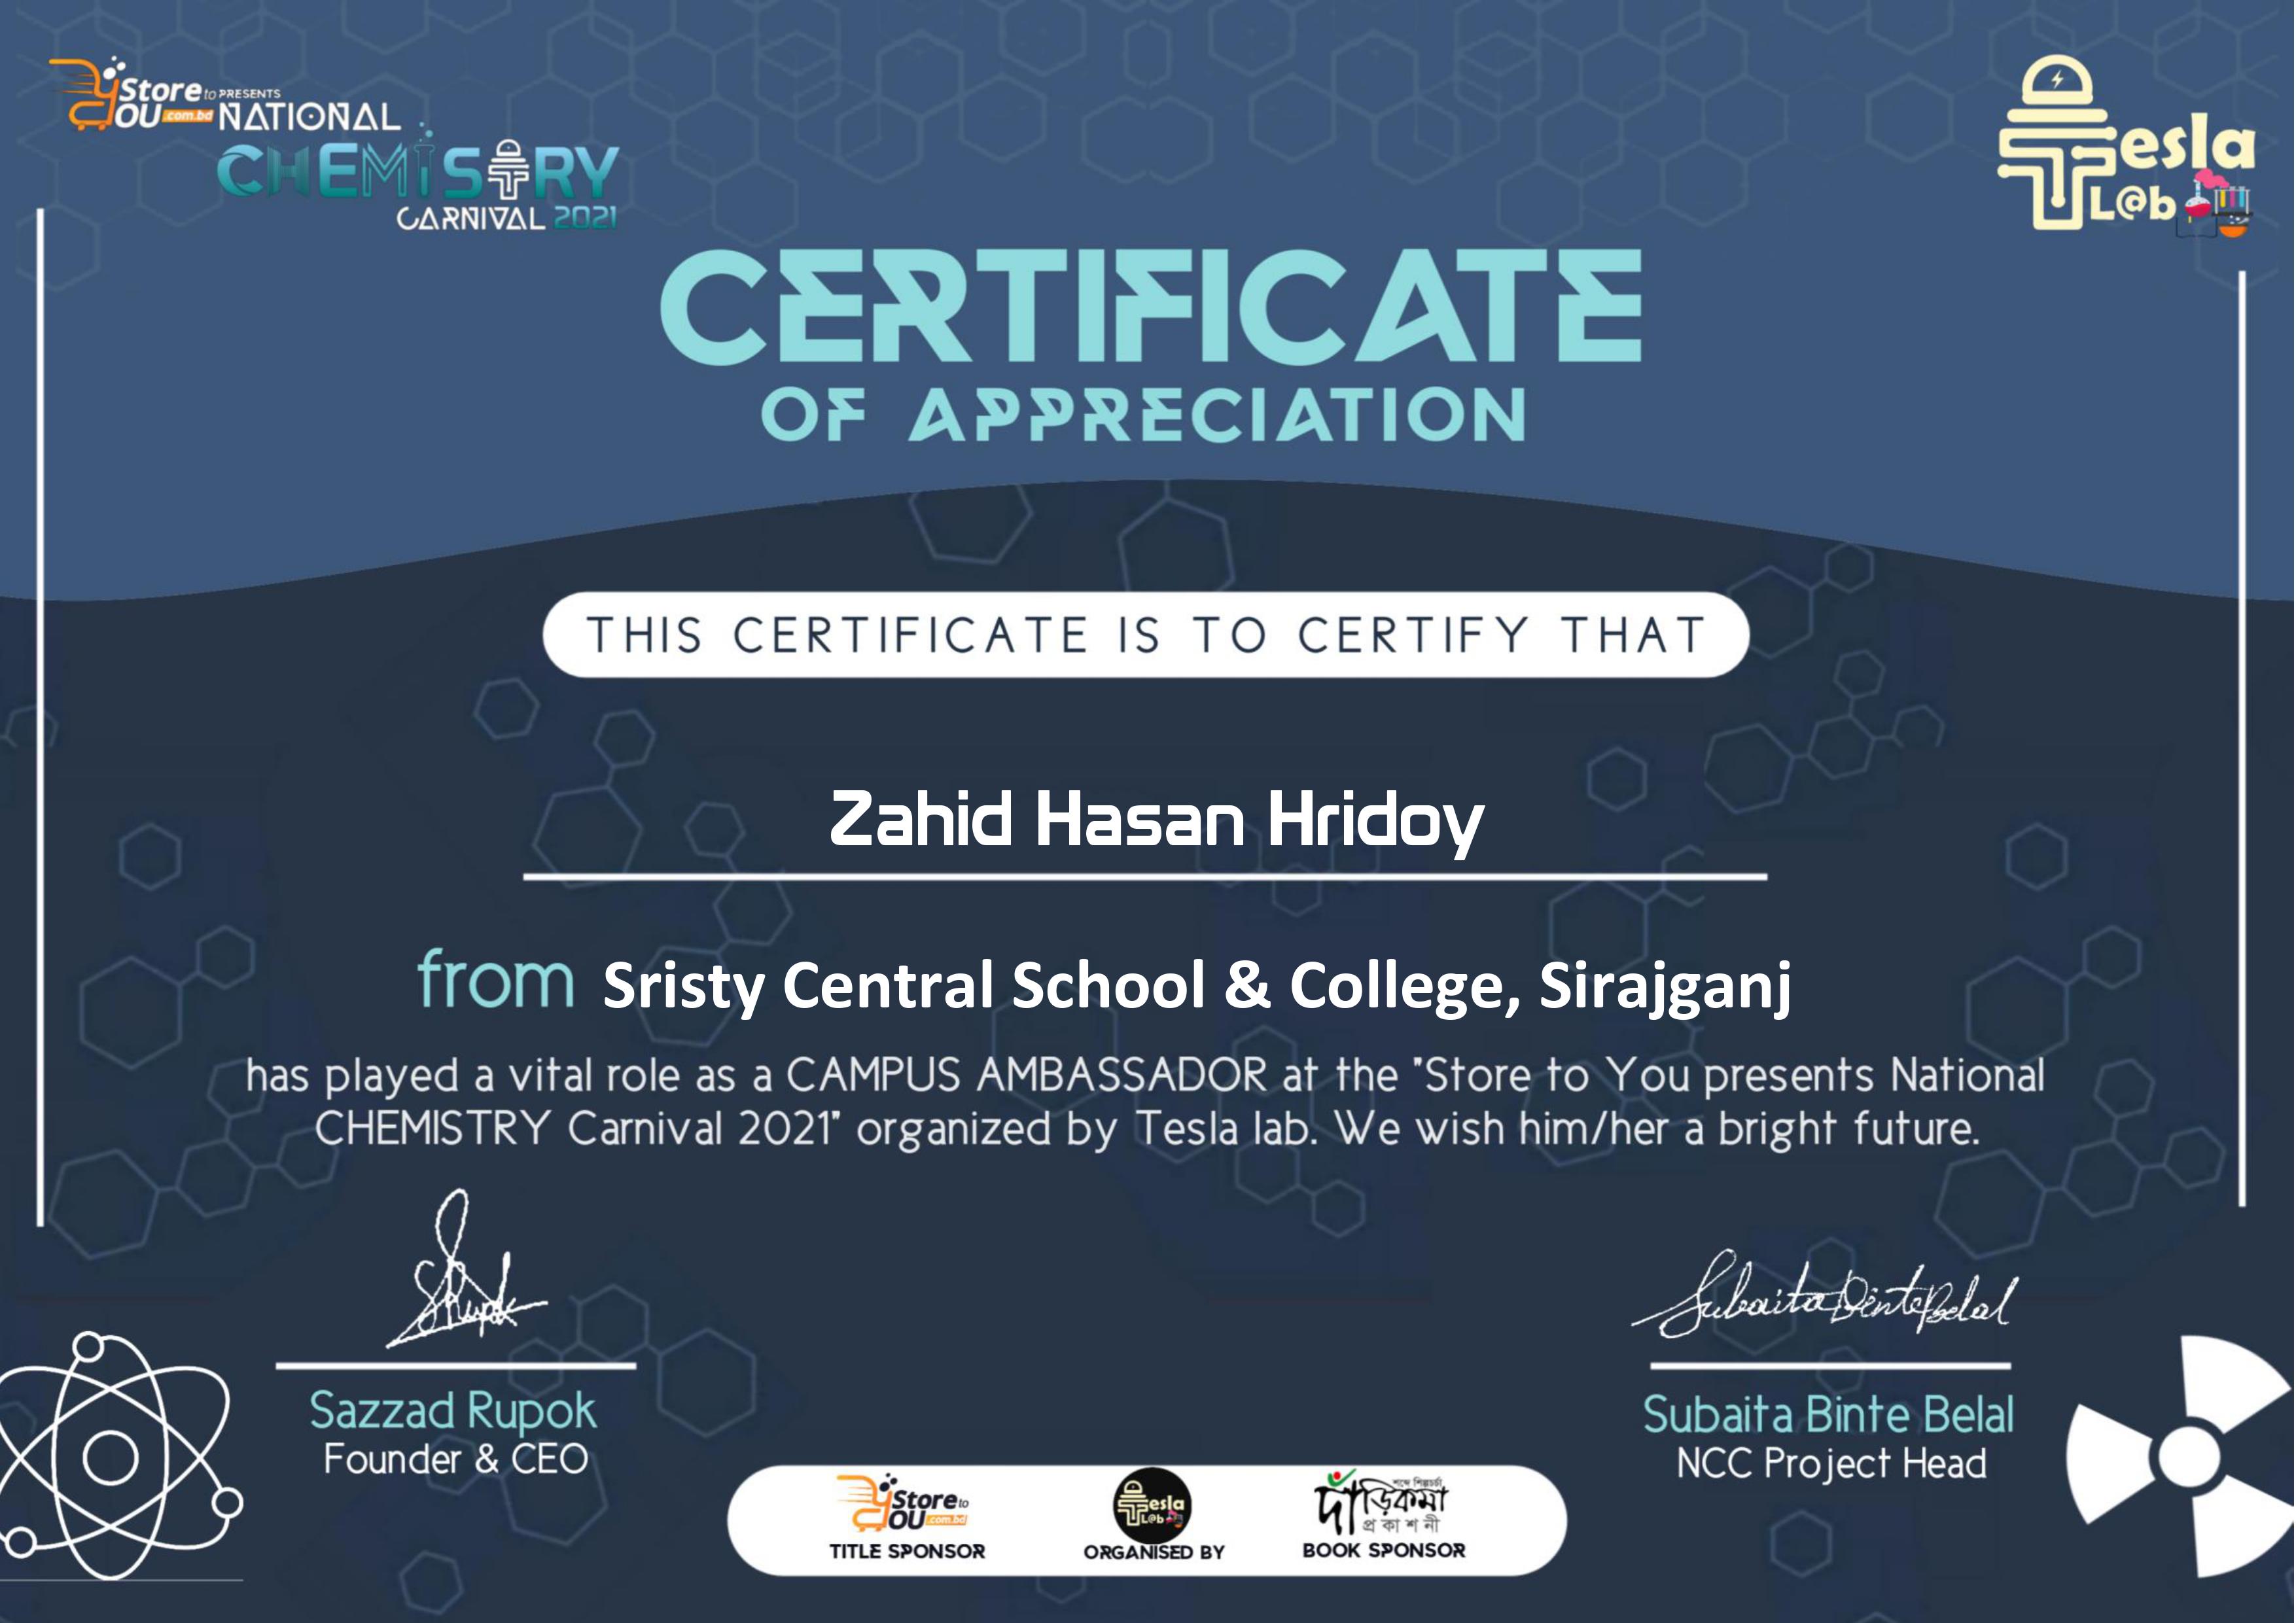 Store to PRESENTS
YOU .com.bd NATIONAL
CHEMISTRY
CARNIVAL 2021
Tesla
L@b
CERTIFICATE
OF APPRECIATION
THIS CERTIFICATE IS TO CERTIFY THAT
Zahid Hasan Hridoy
from Sristy Central School & College, Sirajganj
has played a vital role as a CAMPUS AMBASSADOR at the "Store to You presents National
CHEMISTRY Carnival 2021" organized by Tesla lab. We wish him/her a bright future.
Subaita Binte Belal
Sazzad Rupok
Founder & CEO
Subaita Binte Belal
NCC Project Head
Store to
YOU .com.bd
TITLE SPONSOR
Tesla
L@b
ORGANISED BY
শব্দে শিল্পচর্চা
দাঁড়িকমা
প্রকাশনী
BOOK SPONSOR